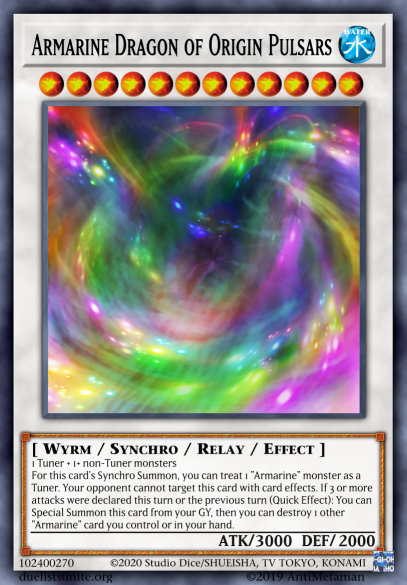 Armarine Dragon of Origin Pulsars
WATER
水
[ Wyrm / Synchro / Relay / Effect ]
1 Tuner + 1+ non-Tuner monsters
For this card's Synchro Summon, you can treat 1 "Armarine" monster as a
Tuner. Your opponent cannot target this card with card effects. If 3 or more
attacks were declared this turn or the previous turn (Quick Effect): You can
Special Summon this card from your GY, then you can destroy 1 other
"Armarine" card you control or in your hand.
ATK/3000 DEF/2000
102400270
©2020 Studio Dice/SHUEISHA, TV TOKYO, KONAMI
duelistsunite.org
©2019 AntiMetaman